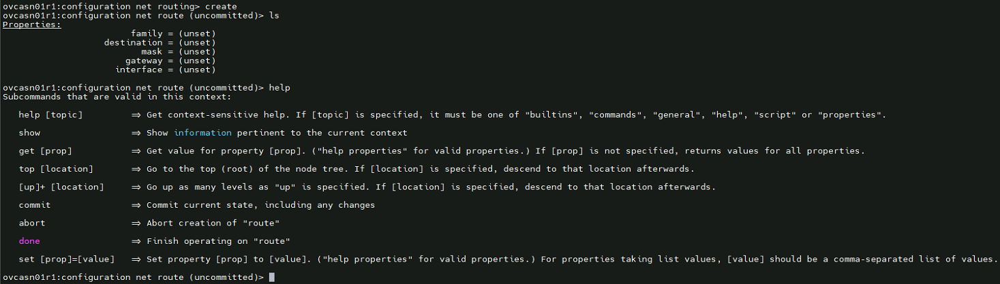 ovcasn01r1:configuration net routing> create
ovcasn01r1:configuration net route (uncommitted)> ls
Properties:
                        family = (unset)
                   destination = (unset)
                          mask = (unset)
                       gateway = (unset)
                     interface = (unset)

ovcasn01r1:configuration net route (uncommitted)> help
Subcommands that are valid in this context:

   help [topic]         => Get context-sensitive help. If [topic] is specified, it must be one of "builtins", "commands", "general", "help", "script" or "properties".

   show                 => Show information pertinent to the current context

   get [prop]           => Get value for property [prop]. ("help properties" for valid properties.) If [prop] is not specified, returns values for all properties.

   top [location]       => Go to the top (root) of the node tree. If [location] is specified, descend to that location afterwards.

   [up]+ [location]     => Go up as many levels as "up" is specified. If [location] is specified, descend to that location afterwards.

   commit               => Commit current state, including any changes

   abort                => Abort creation of "route"

   done                 => Finish operating on "route"

   set [prop]=[value]   => Set property [prop] to [value]. ("help properties" for valid properties.) For properties taking list values, [value] should be a comma-separated list of values.

ovcasn01r1:configuration net route (uncommitted)>